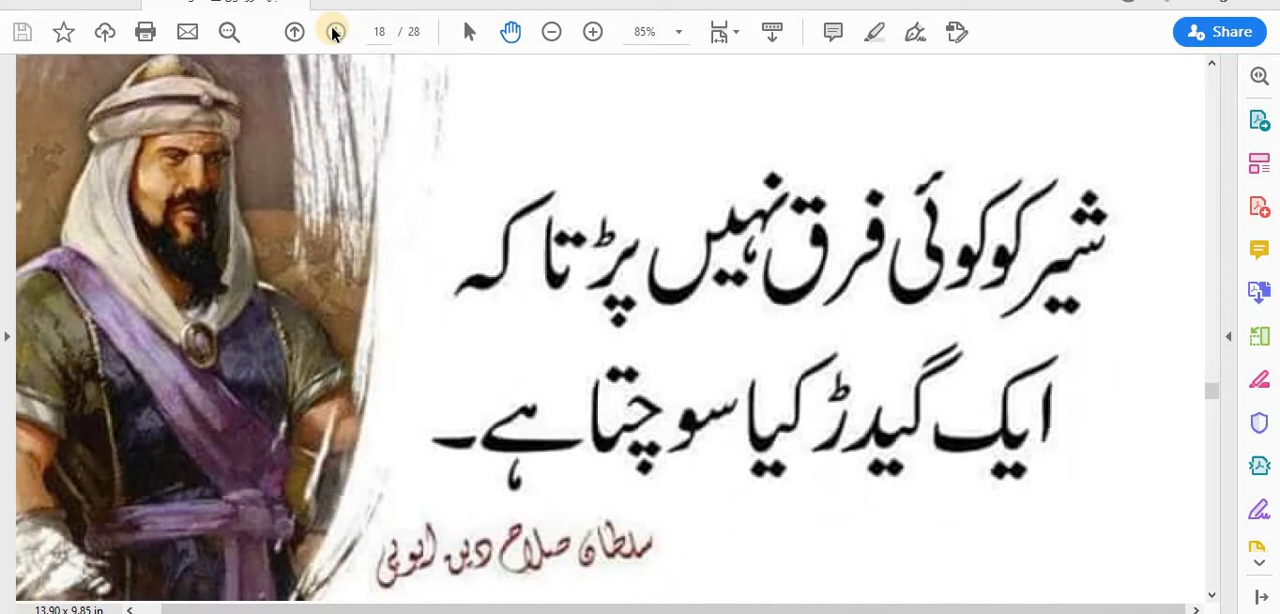 18 / 28
85%
Share
شیر کو کوئی فرق نہیں پڑتا کہ
ایک گیدڑ کیا سوچتا ہے۔
سلطان صلاح دین ایوبی
13.90 x 9.85 in